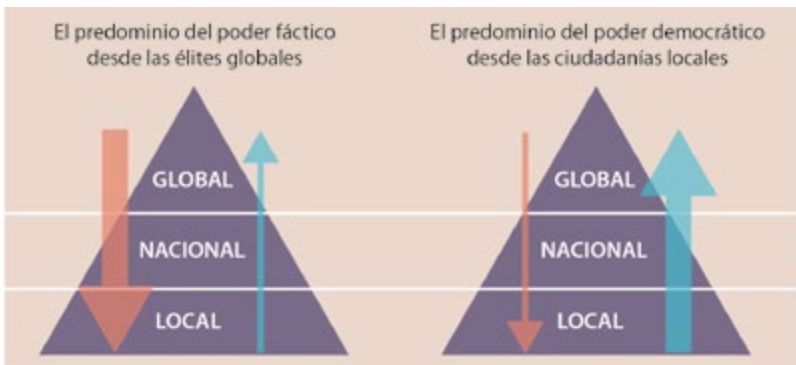 El predominio del poder fáctico
desde las élites globales
GLOBAL
NACIONAL
LOCAL
El predominio del poder democrático
desde las ciudadanías locales
GLOBAL
NACIONAL
LOCAL